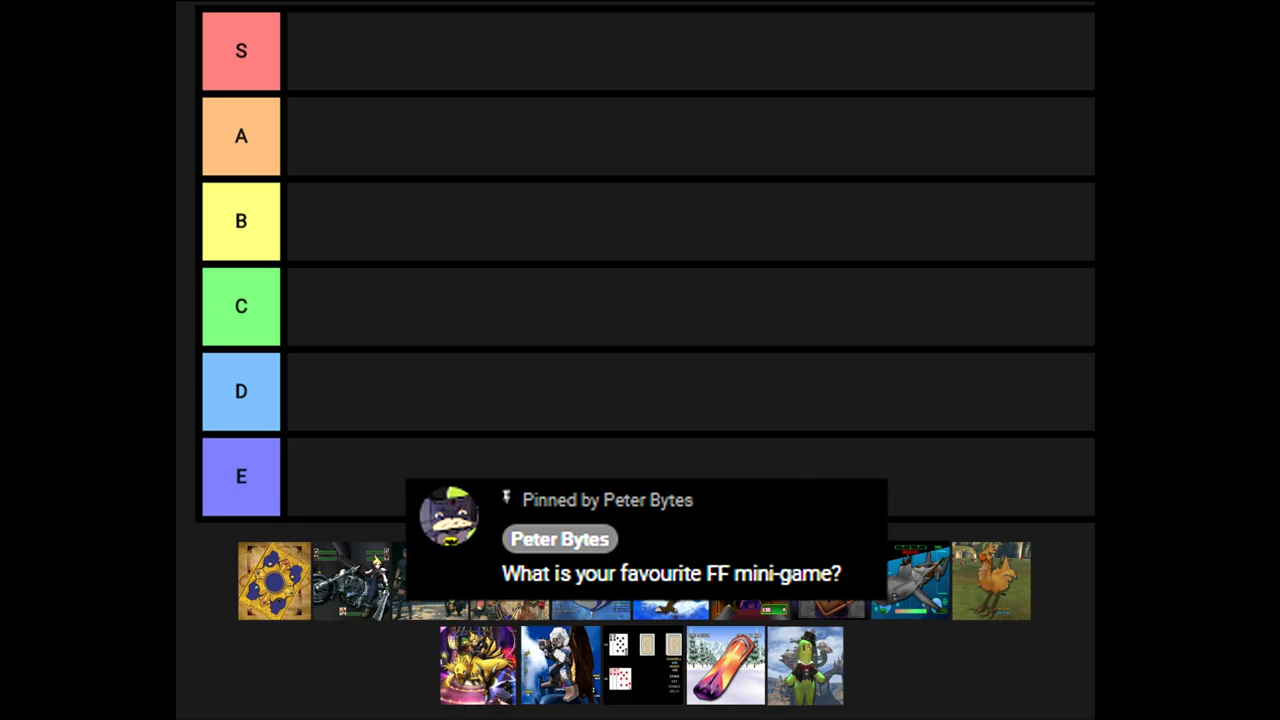 S
A
B
C
D
E
Pinned by Peter Bytes
Peter Bytes
What is your favourite FF mini-game?